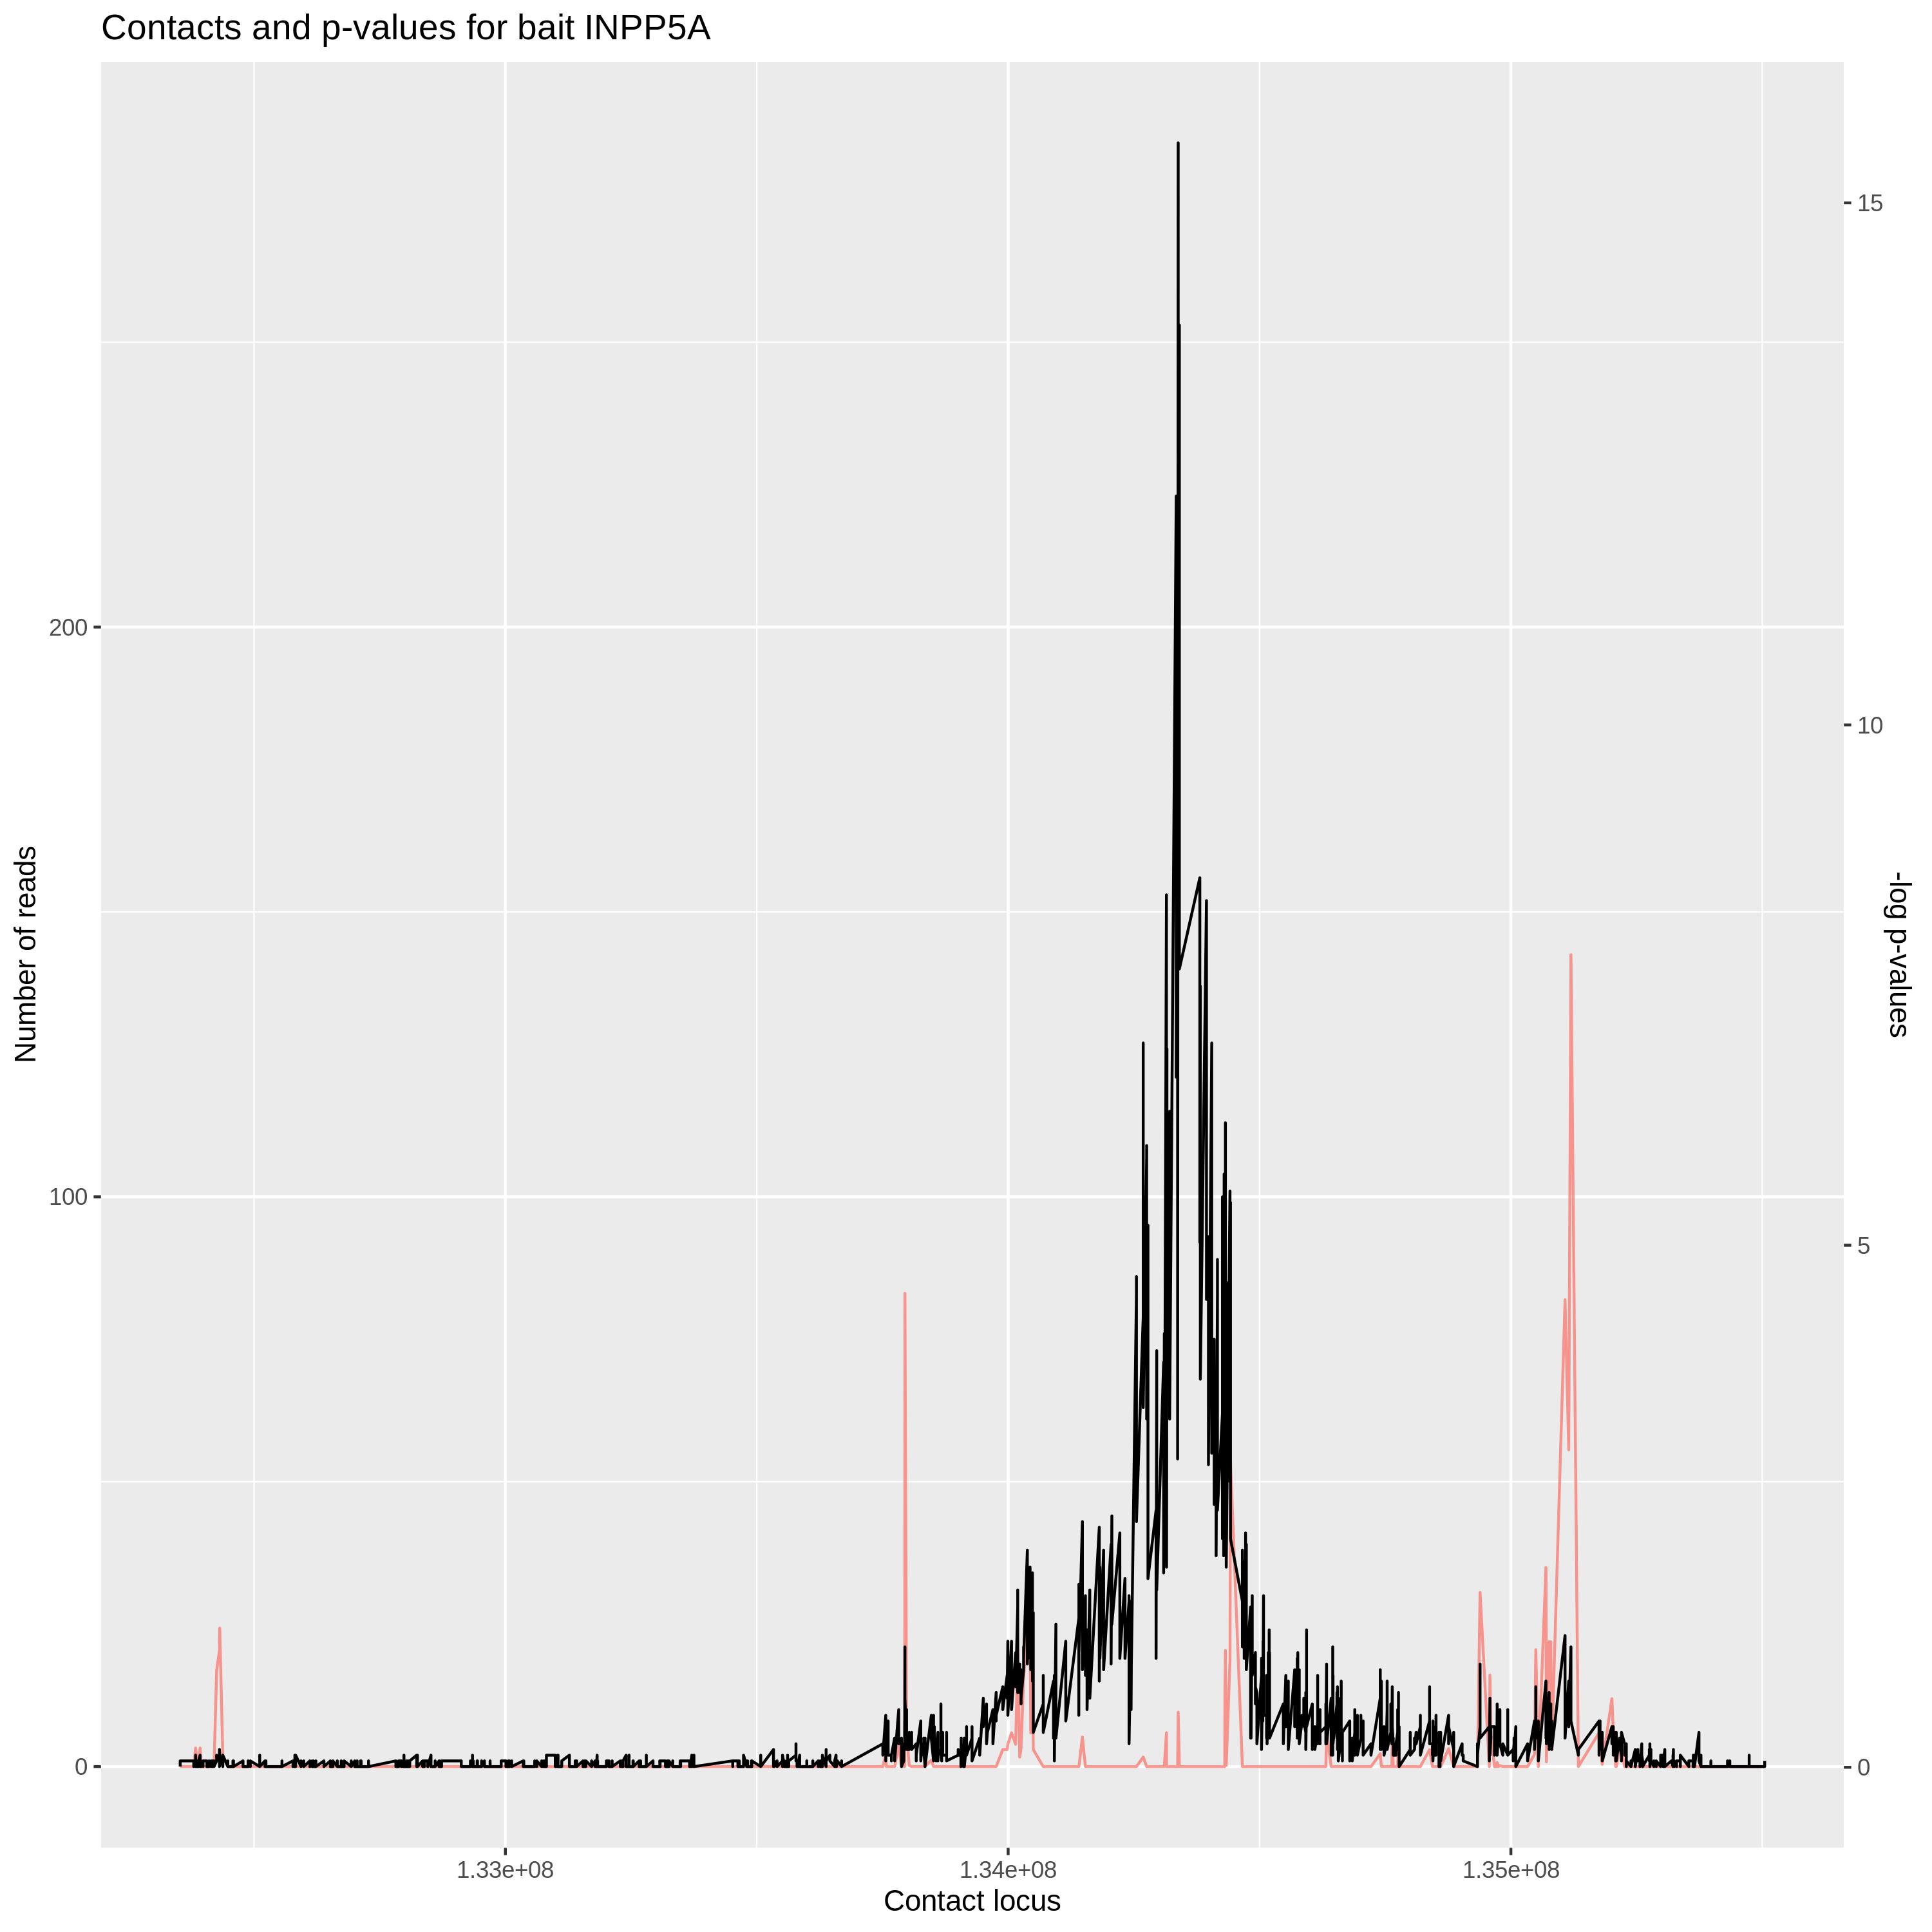 Contacts and p-values for bait INPP5A
200
100
0
Number of reads
15
10
5
0
-log p-values
1.33e+08
1.34e+08
1.35e+08
Contact locus